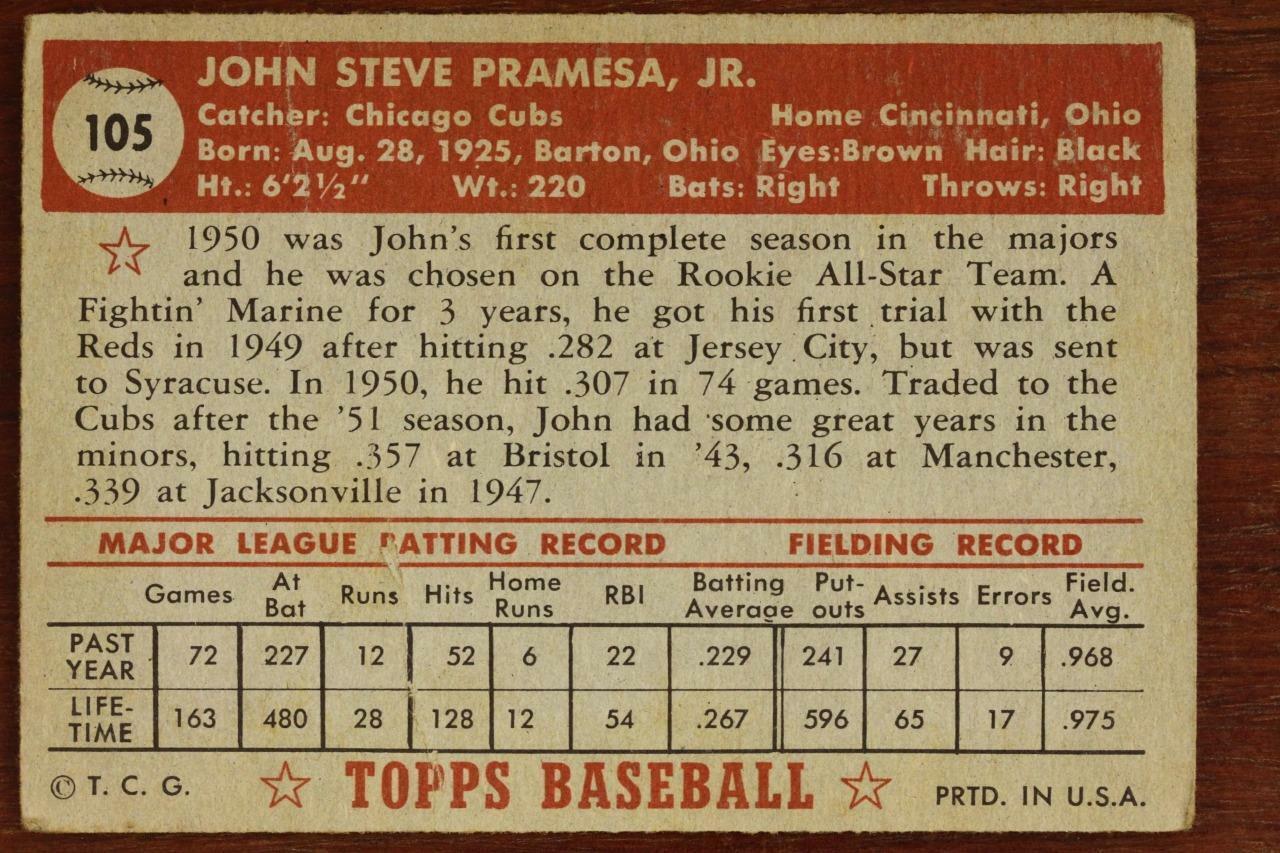 105
JOHN STEVE PRAMESA, JR.
Catcher: Chicago Cubs Home Cincinnati, Ohio
Born: Aug. 28, 1925, Barton, Ohio Eyes:Brown Hair: Black
Ht.: 6'2½" Wt.: 220 Bats: Right Throws: Right
1950 was John's first complete season in the majors
and he was chosen on the Rookie All-Star Team. A
Fightin' Marine for 3 years, he got his first trial with the
Reds in 1949 after hitting .282 at Jersey City, but was sent
to Syracuse. In 1950, he hit .307 in 74 games. Traded to the
Cubs after the '51 season, John had some great years in the
minors, hitting .357 at Bristol in '43, .316 at Manchester,
.339 at Jacksonville in 1947.
MAJOR LEAGUE BATTING RECORD FIELDING RECORD
Games At Bat Runs Hits Home Runs RBI Batting Average Put-outs Assists Errors Field. Avg.
PAST YEAR 72 227 12 52 6 22 .229 241 27 9 .968
LIFE-TIME 163 480 28 128 12 54 .267 596 65 17 .975
© T. C. G. TOPPS BASEBALL PRTD. IN U.S.A.